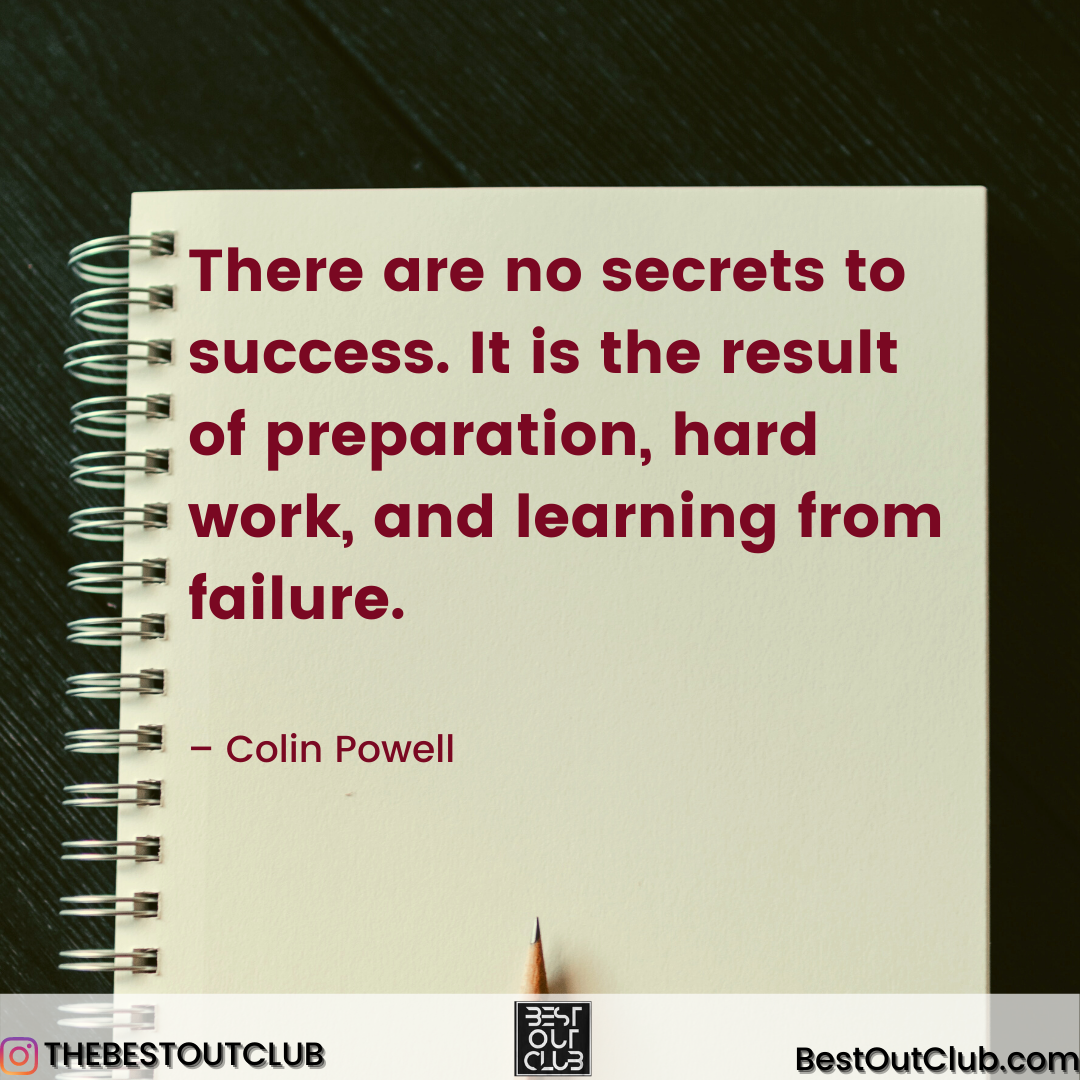 There are no secrets to
success. It is the result
of preparation, hard
work, and learning from
failure.
– Colin Powell
THEBESTOUTCLUB
BEST
OUT
CLUB
BestOutClub.com